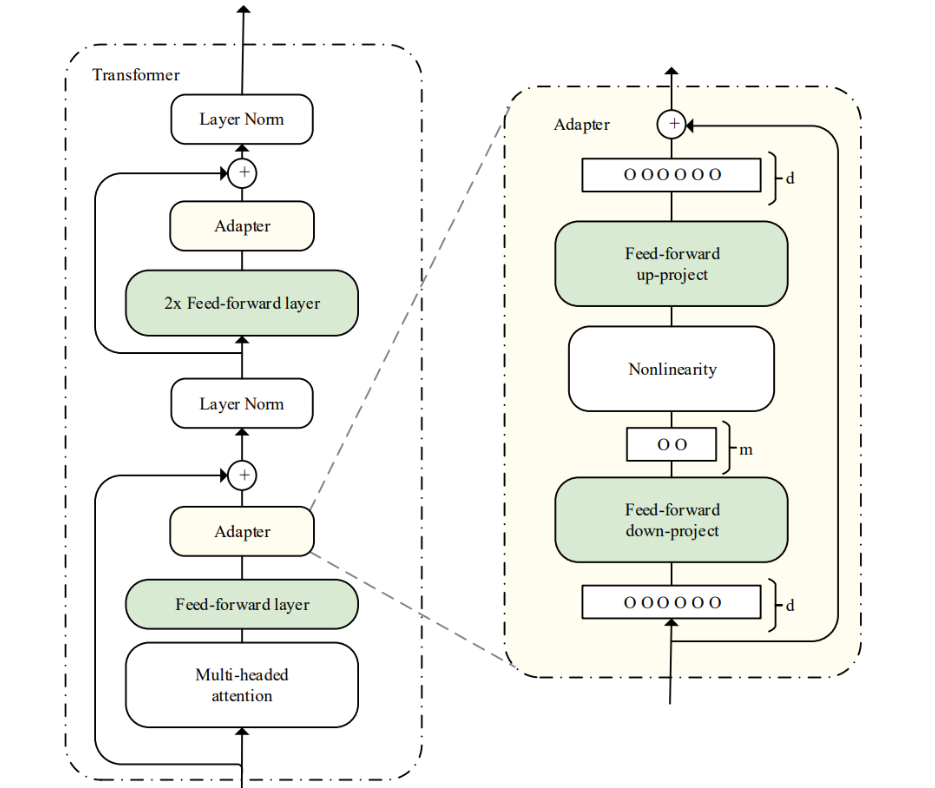 Transformer
Layer Norm
+
Adapter
2x Feed-forward layer
Layer Norm
+
Adapter
Feed-forward layer
Multi-headed
attention
Adapter
+
O O O O O O
d
Feed-forward
up-project
Nonlinearity
O O
m
Feed-forward
down-project
O O O O O O
d